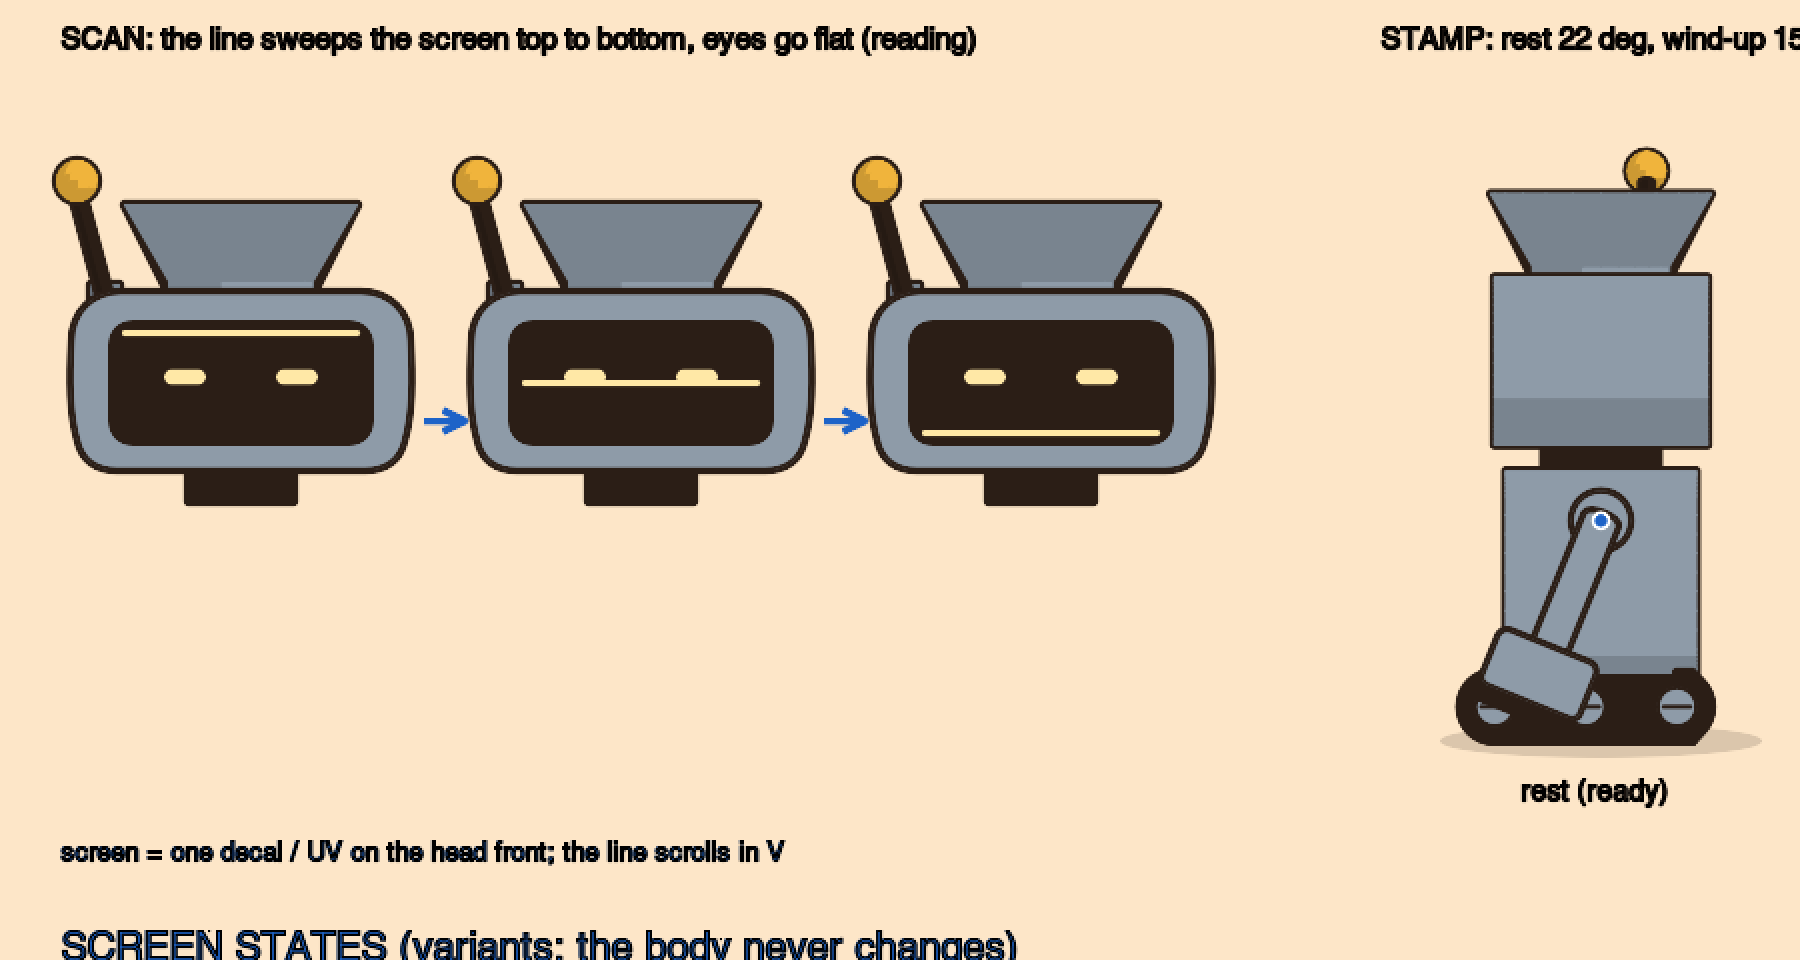 SCAN: the line sweeps the screen top to bottom, eyes go flat (reading)
STAMP: rest 22 deg, wind-up 15
rest (ready)
screen = one decal / UV on the head front; the line scrolls in V
SCREEN STATES (variants: the body never changes)